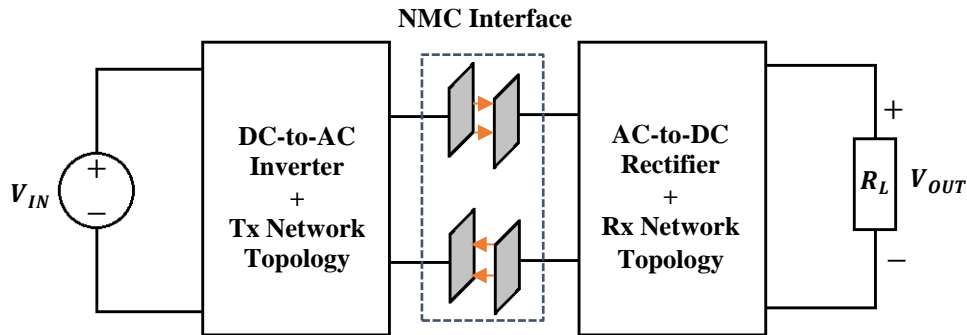 NMC Interface
DC-to-AC
Inverter
+
Tx Network
Topology
AC-to-DC
Rectifier
+
Rx Network
Topology
V_IN
+
−
R_L
+
V_OUT
−